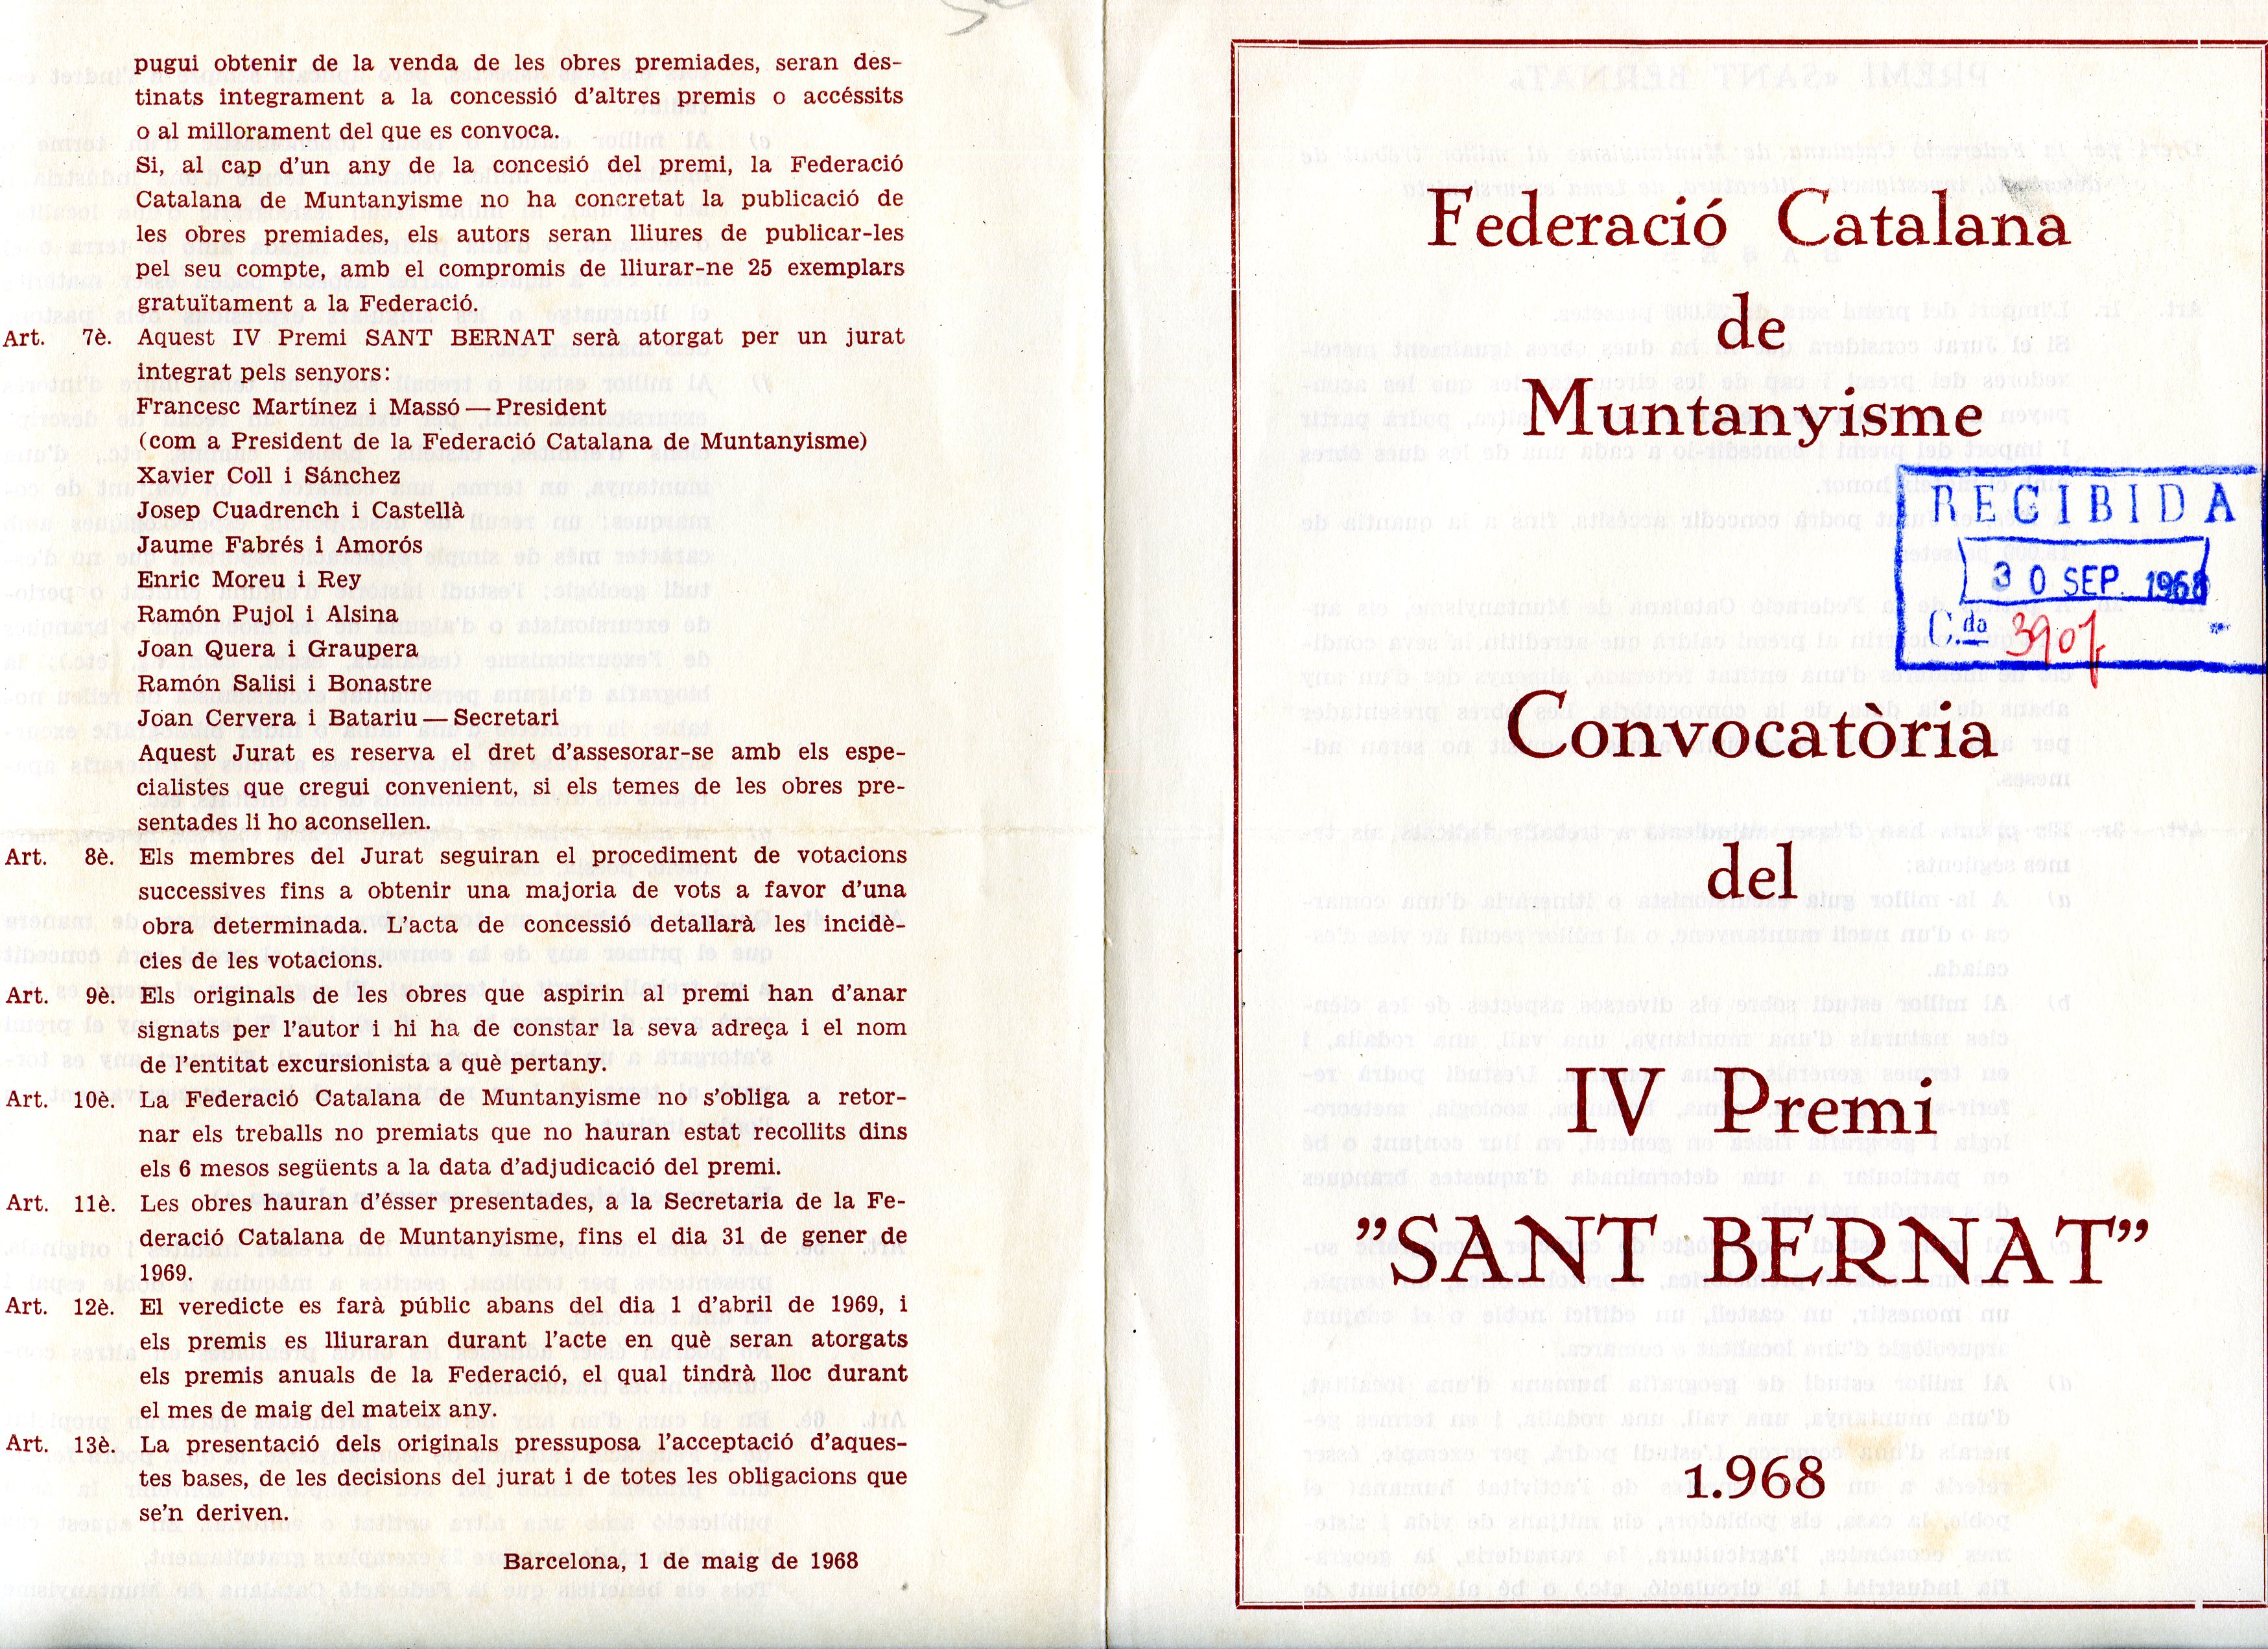 pugui obtenir de la venda de les obres premiades, seran des-
tinats integrament a la concessió d'altres premis o accéssits
o al millorament del que es convoca.
Si, al cap d'un any de la concesió del premi, la Federació
Catalana de Muntanyisme no ha concretat la publicació de
les obres premiades, els autors seran lliures de publicar-les
pel seu compte, amb el compromis de lliurar-ne 25 exemplars
gratuïtament a la Federació.
Art. 7è. Aquest IV Premi SANT BERNAT serà atorgat per un jurat
integrat pels senyors:
Francesc Martínez i Massó — President
(com a President de la Federació Catalana de Muntanyisme)
Xavier Coll i Sánchez
Josep Cuadrench i Castellà
Jaume Fabrés i Amorós
Enric Moreu i Rey
Ramón Pujol i Alsina
Joan Quera i Graupera
Ramón Salisi i Bonastre
Joan Cervera i Batariu — Secretari
Aquest Jurat es reserva el dret d'assesorar-se amb els espe-
cialistes que cregui convenient, si els temes de les obres pre-
sentades li ho aconsellen.
Art. 8è. Els membres del Jurat seguiran el procediment de votacions
successives fins a obtenir una majoria de vots a favor d'una
obra determinada. L'acta de concessió detallarà les incidè-
cies de les votacions.
Art. 9è. Els originals de les obres que aspirin al premi han d'anar
signats per l'autor i hi ha de constar la seva adreça i el nom
de l'entitat excursionista a què pertany.
Art. 10è. La Federació Catalana de Muntanyisme no s'obliga a retor-
nar els treballs no premiats que no hauran estat recollits dins
els 6 mesos següents a la data d'adjudicació del premi.
Art. 11è. Les obres hauran d'ésser presentades, a la Secretaria de la Fe-
deració Catalana de Muntanyisme, fins el dia 31 de gener de
1969.
Art. 12è. El veredicte es farà públic abans del dia 1 d'abril de 1969, i
els premis es lliuraran durant l'acte en què seran atorgats
els premis anuals de la Federació, el qual tindrà lloc durant
el mes de maig del mateix any.
Art. 13è. La presentació dels originals pressuposa l'acceptació d'aques-
tes bases, de les decisions del jurat i de totes les obligacions que
se'n deriven.
Barcelona, 1 de maig de 1968
Federació Catalana
de
Muntanyisme
RECIBIDA
30 SEP. 1968
C.da 3907
Convocatòria
del
IV Premi
"SANT BERNAT"
1.968